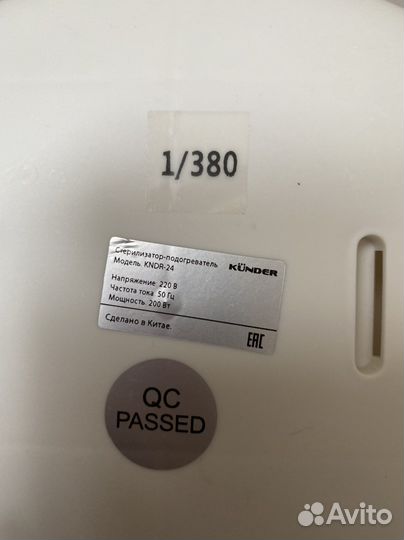 1/380
Стерилизатор-подогреватель
Модель KNDR-24
KÜNDER
Напряжение 220 В
Частота тока 50 Гц
Мощность 200 Вт
Сделано в Китае.
EAC
QC
PASSED
Avito